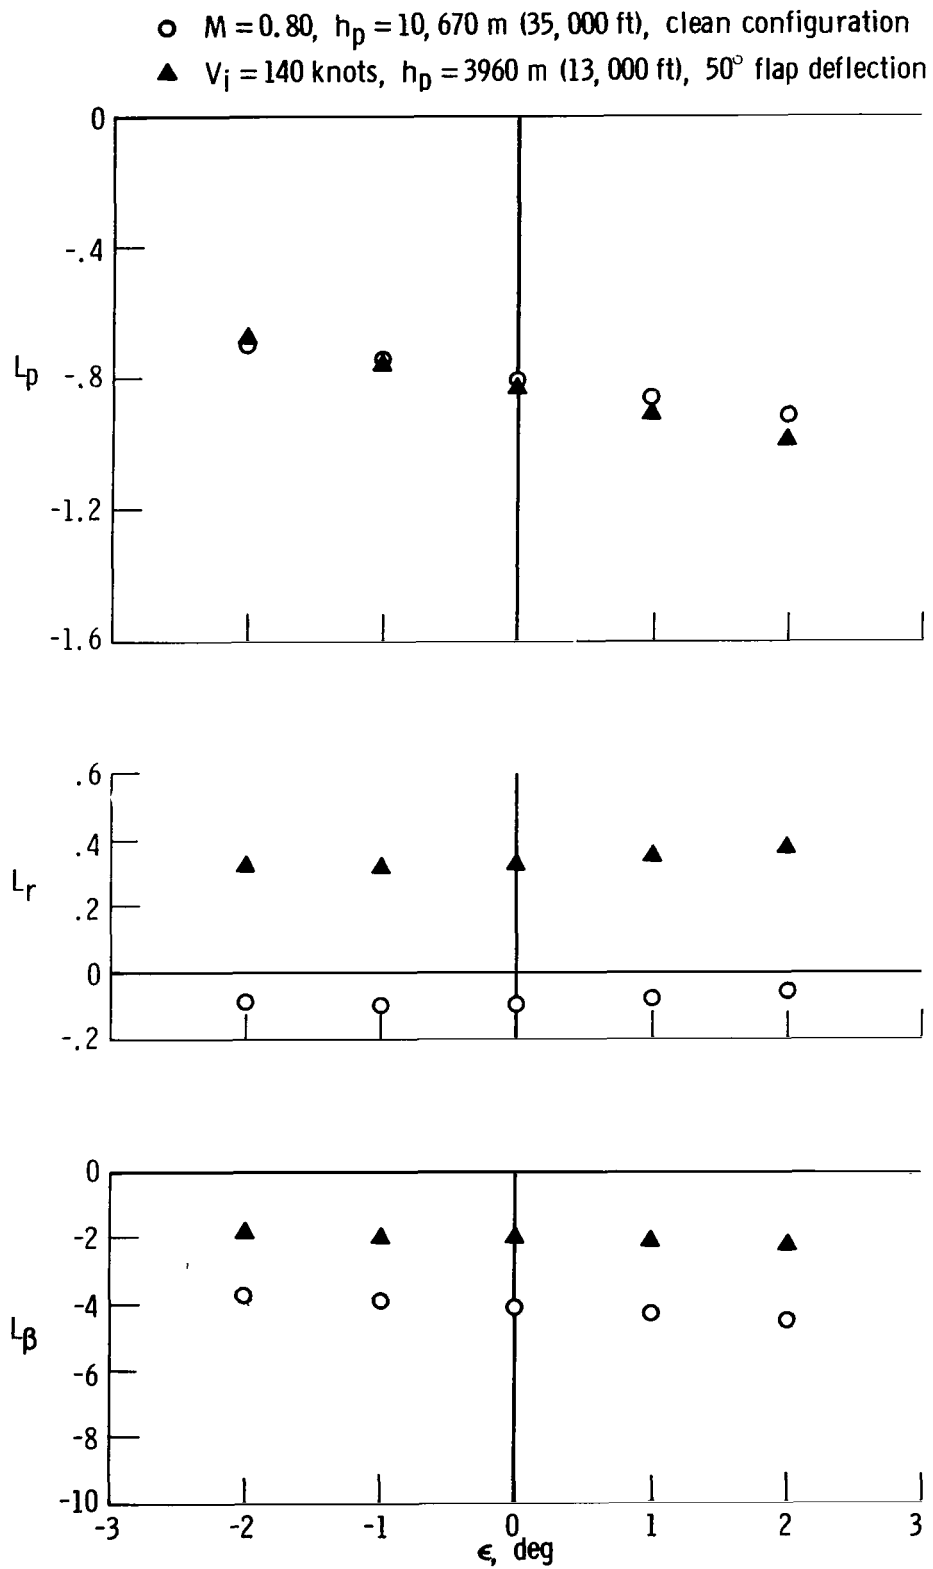 M = 0.80, hp = 10,670 m (35,000 ft), clean configuration
Vi = 140 knots, hp = 3960 m (13,000 ft), 50° flap deflection
0
-.4
Lp -.8
-1.2
-1.6
.6
.4
Lr
.2
0
-.2
0
-2
-4
Lβ
-6
-8
-10
-3 -2 -1 0 1 2 3
ϵ, deg